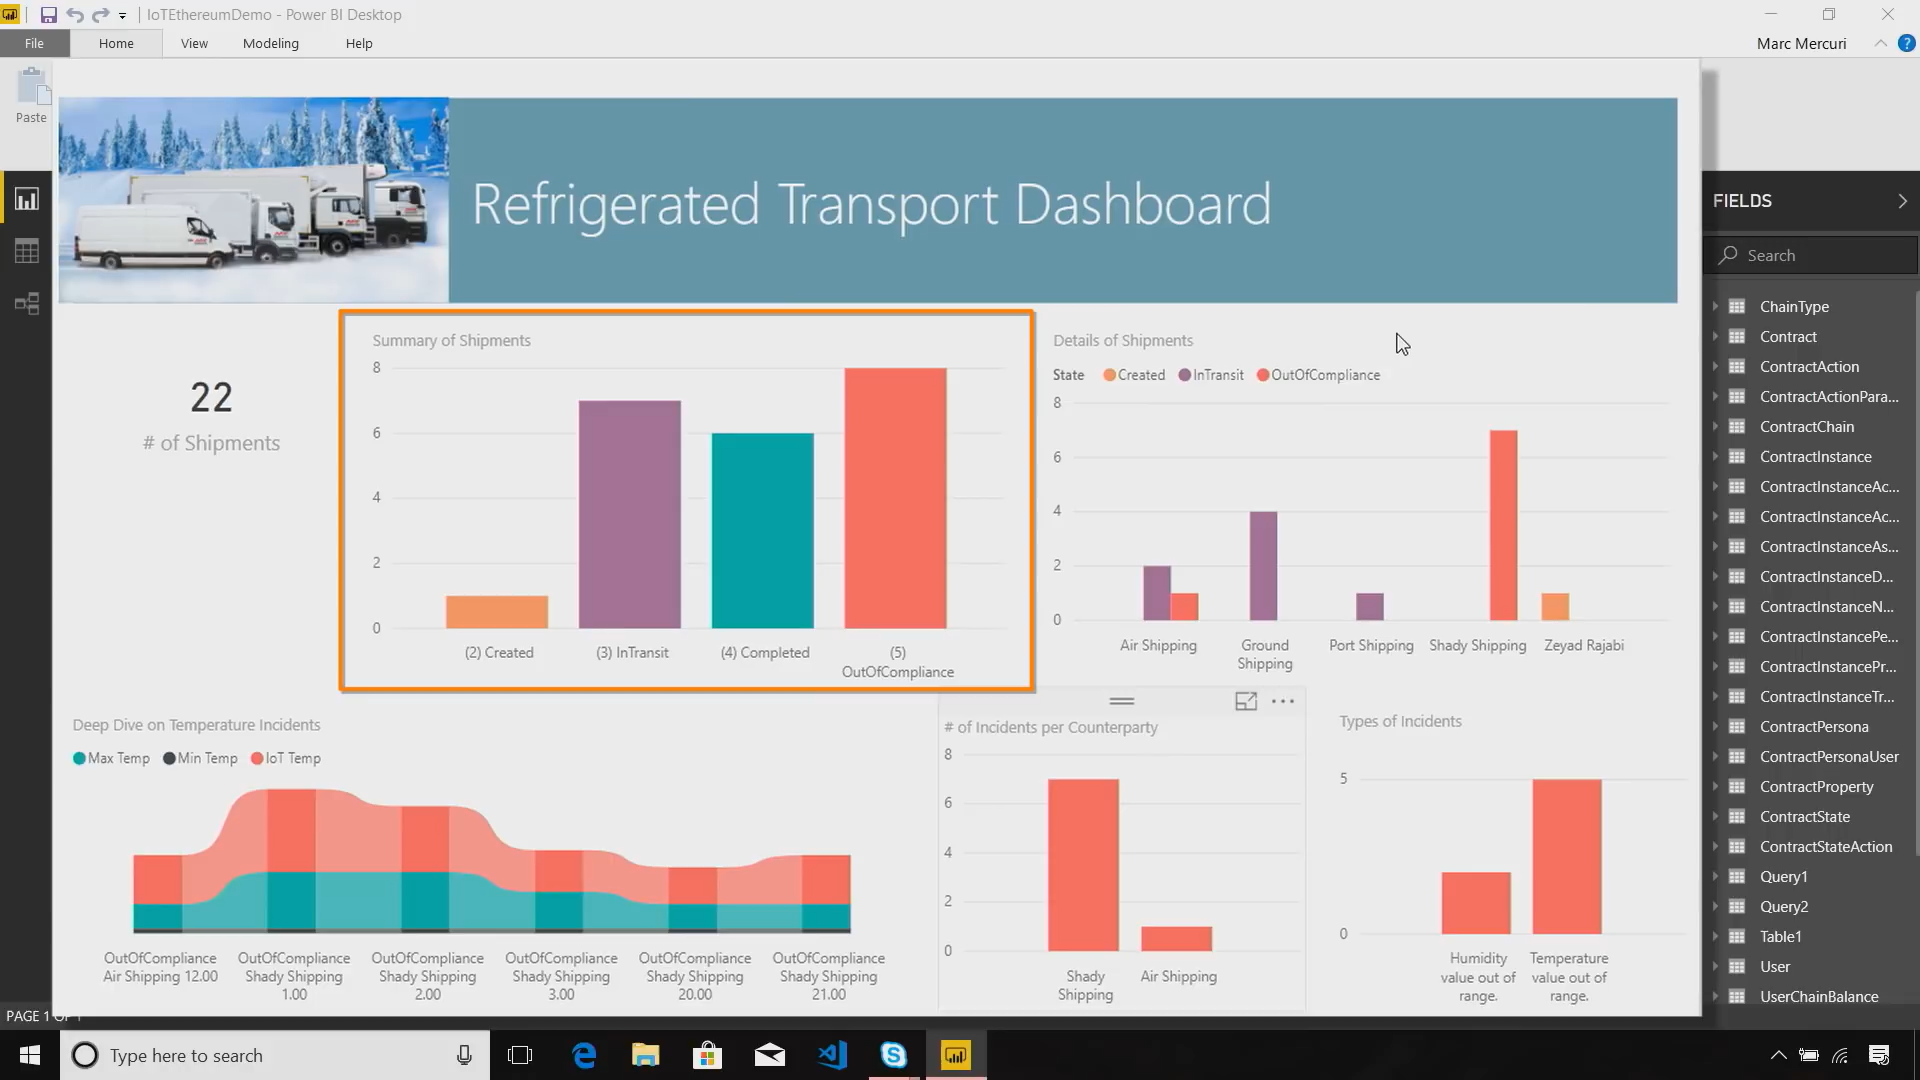 IoTEthereumDemo - Power BI Desktop
File
Home
View
Modeling
Help
Marc Mercuri
?
Paste
Refrigerated Transport Dashboard
22
# of Shipments
Summary of Shipments
8
6
4
2
0
(2) Created
(3) InTransit
(4) Completed
(5)
OutOfCompliance
Details of Shipments
State
Created
InTransit
OutOfCompliance
8
6
4
2
0
Air Shipping
Ground
Shipping
Port Shipping
Shady Shipping
Zeyad Rajabi
Deep Dive on Temperature Incidents
Max Temp
Min Temp
IoT Temp
OutOfCompliance
Air Shipping 12.00
OutOfCompliance
Shady Shipping
1.00
OutOfCompliance
Shady Shipping
2.00
OutOfCompliance
Shady Shipping
3.00
OutOfCompliance
Shady Shipping
20.00
OutOfCompliance
Shady Shipping
21.00
# of Incidents per Counterparty
8
6
4
2
0
Shady
Shipping
Air Shipping
Types of Incidents
5
0
Humidity
value out of
range.
Temperature
value out of
range.
FIELDS
Search
ChainType
Contract
ContractAction
ContractActionPara...
ContractChain
ContractInstance
ContractInstanceAc...
ContractInstanceAc...
ContractInstanceAs...
ContractInstanceD...
ContractInstanceN...
ContractInstancePe...
ContractInstancePr...
ContractInstanceTr...
ContractPersona
ContractPersonaUser
ContractProperty
ContractState
ContractStateAction
Query1
Query2
Table1
User
UserChainBalance
PAGE 1 OF 1
Type here to search